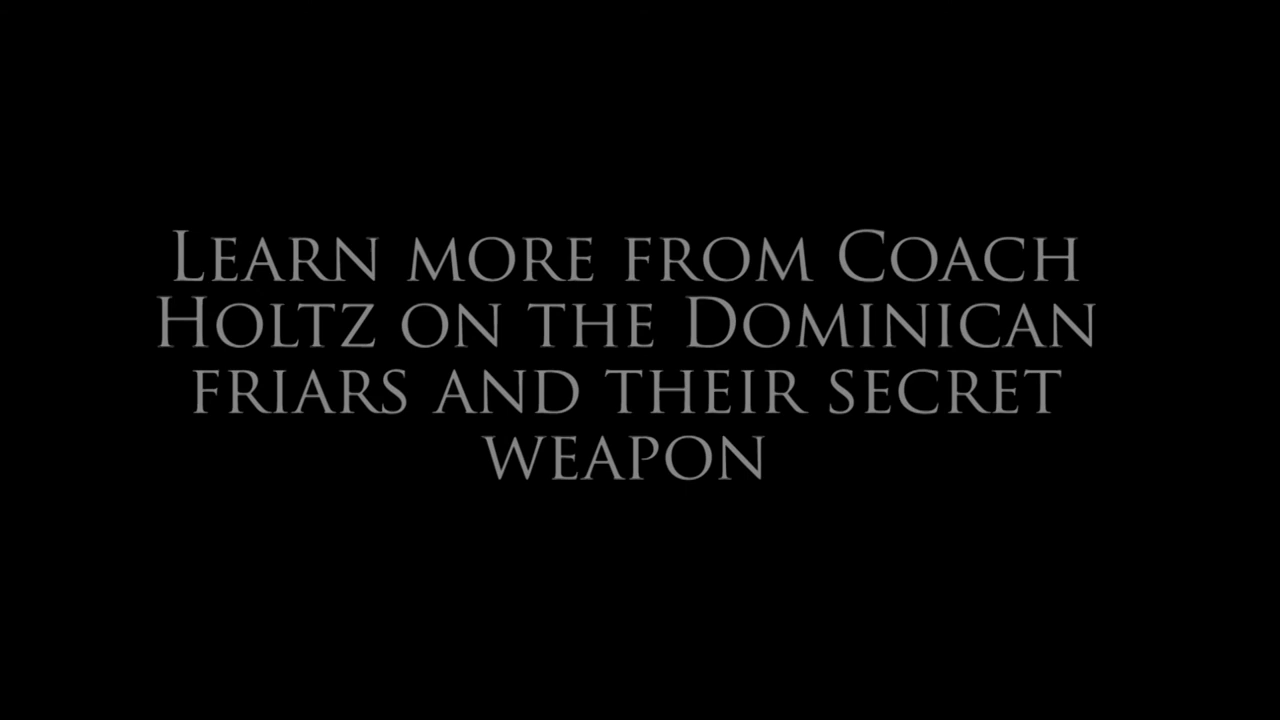 Learn more from Coach
Holtz on the Dominican
friars and their secret
weapon